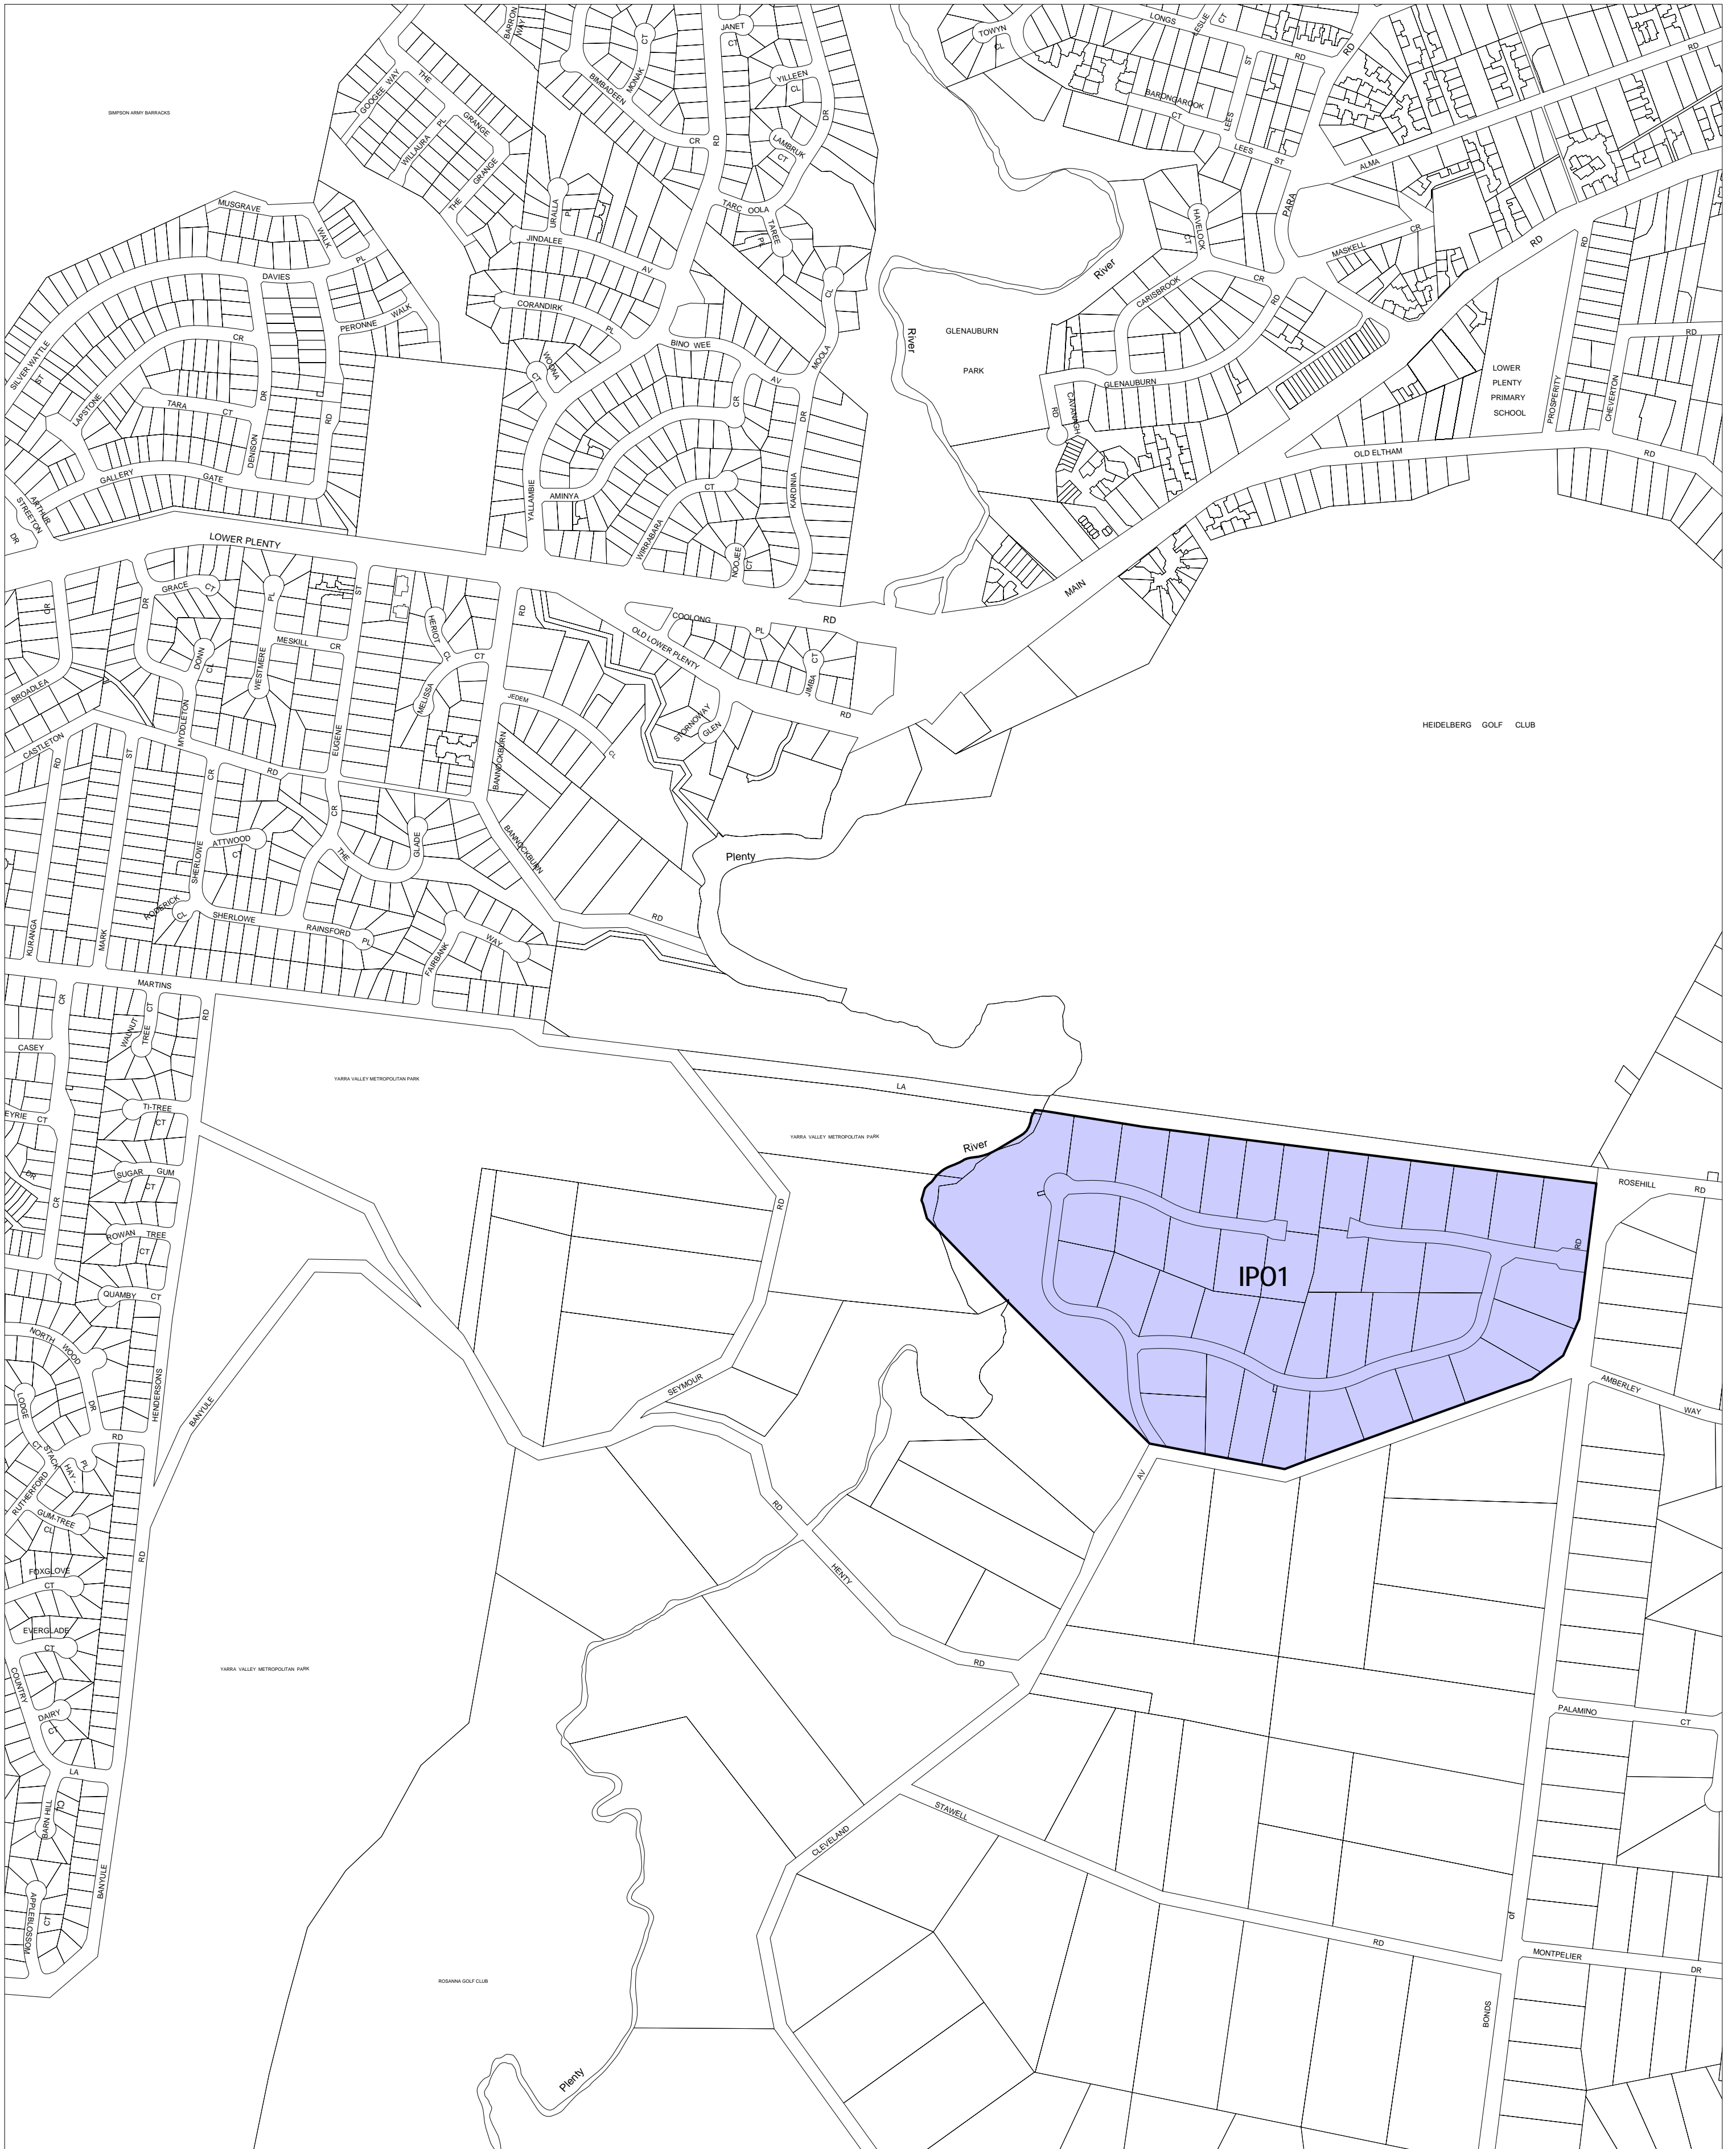 BARRON
WAY
JANET
CT
CT
MONAK
BIMBADEEN
CR
RD
YILLEEN
CL
DR
LAMBRUK
CT
TOWYN
CL
LONGS
LESLIE
CT
RD
ST
RD
RD
BARONGAROOK
CT
LEES
LEES
ST
ALMA
PARA
SIMPSON ARMY BARRACKS
GOOGEE WAY
THE
GRANGE
WILLAURA
PL
THE
GRANGE
URALLA
PL
JINDALEE
AV
TARC OOLA
TAREE
PL
CL
MUSGRAVE
WALK
PL
DAVIES
PERONNE
WALK
CORANDIRK
PL
River
River
GLENAUBURN
PARK
HAVELOCK
CT
CARISBROOK
CR
RD
MASKELL
CR
RD
RD
RD
SILVER WATTLE
ST
CR
LAPSTONE
TARA
CT
DR
DENISON
RD
GALLERY
GATE
ARTHUR
STREETON
DR
WOORNA
CT
BINO WEE
AV
MOOLA
CR
DR
KARDINIA
YALLAMBIE
AMINYA
CT
WIRRABARA
NOOJEE
CT
GLENAUBURN
RD
CAVANAGH
LOWER
PLENTY
PRIMARY
SCHOOL
PROSPERITY
CHEVERTON
OLD ELTHAM
RD
MAIN
LOWER PLENTY
RD
GRACE
CT
PL
ST
CR
DR
DONN
CL
WESTMERE
MESKILL
CR
HERIOT
CL
CT
MELISSA
RD
COOLONG
PL
OLD LOWER PLENTY
JIMBA
CT
RD
STORNOWAY
GLEN
JEDEM
CL
BROADLEA
CASTLETON
RD
ST
MYDDLETON
CR
RD
EUGENE
CR
BANNOCKBURN
BANNOCKBURN
RD
HEIDELBERG GOLF CLUB
ATTWOOD
CT
SHERLOWE
THE
GLADE
RODERICK
CL
SHERLOWE
RAINSFORD
PL
FAIRBANK
WAY
KURANGA
MARK
Plenty
MARTINS
CR
RD
WALNUT
TREE
CT
CASEY
YARRA VALLEY METROPOLITAN PARK
LA
EYRIE
CT
TI-TREE
CT
YARRA VALLEY METROPOLITAN PARK
River
DR
SUGAR
GUM
CT
CR
ROWAN
TREE
CT
RD
ROSEHILL
RD
RD
IPO1
QUAMBY
CT
NORTH
WOOD
DR
LODGE
CT
HENDERSONS
BANYULE
SEYMOUR
AMBERLEY
WAY
RD
STACK
HAY -
PL
RUTHERFORD
GUM-TREE
CL
FOXGLOVE
CT
RD
RD
HENTY
RD
AV
EVERGLADE
CT
YARRA VALLEY METROPOLITAN PARK
COUNTRY
DAIRY
CT
LA
PALAMINO
CT
BARN HILL
CL
BANYULE
APPLEBLOSSOM
CT
CLEVELAND
STAWELL
RD
of
MONTPELIER
DR
ROSANNA GOLF CLUB
BONDS
Plenty